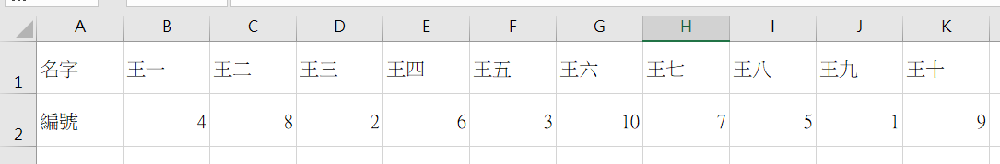 A B C D E F G H I J K
1 名字 王一 王二 王三 王四 王五 王六 王七 王八 王九 王十
2 編號 4 8 2 6 3 10 7 5 1 9